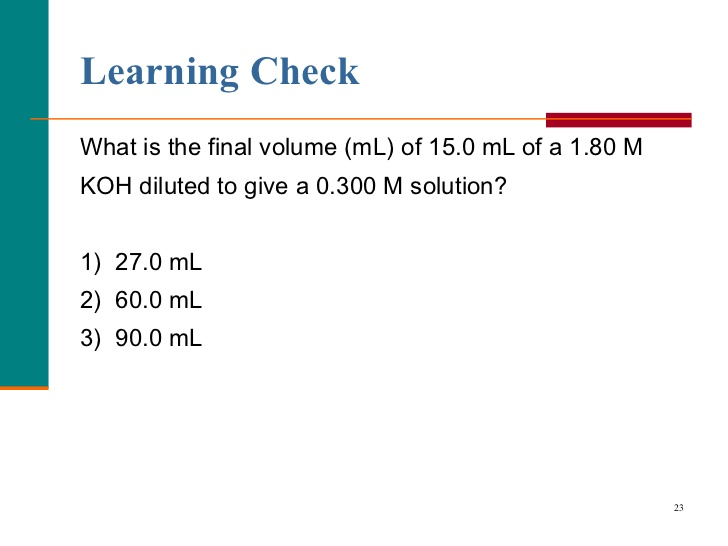 Learning Check
What is the final volume (mL) of 15.0 mL of a 1.80 M
KOH diluted to give a 0.300 M solution?
1) 27.0 mL
2) 60.0 mL
3) 90.0 mL
23